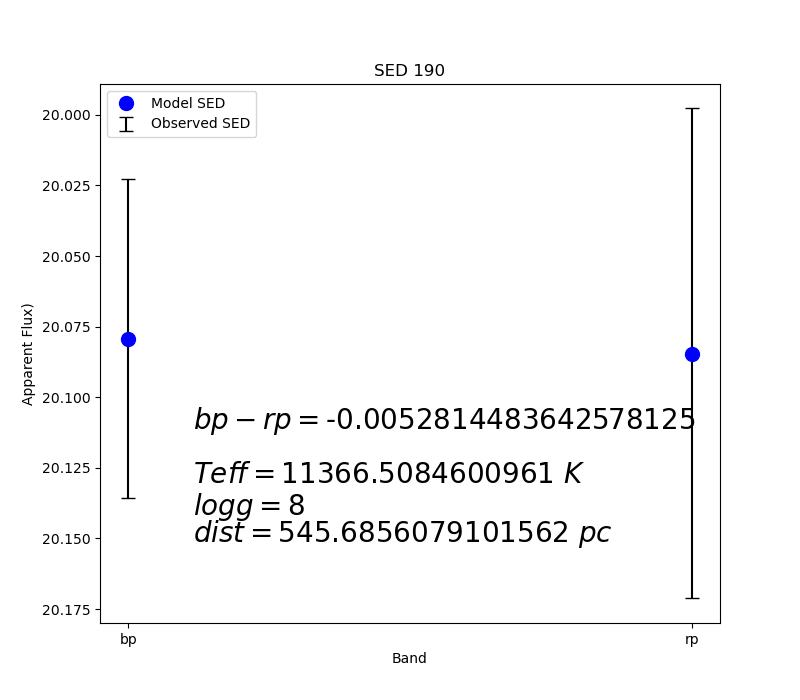 SED 190
Model SED
Observed SED
20.000
20.025
20.050
20.075
20.100
20.125
20.150
20.175
Apparent Flux)
bp − rp = -0.0052814483642578125
Teff = 11366.5084600961 K
logg = 8
dist = 545.6856079101562 pc
bp
rp
Band